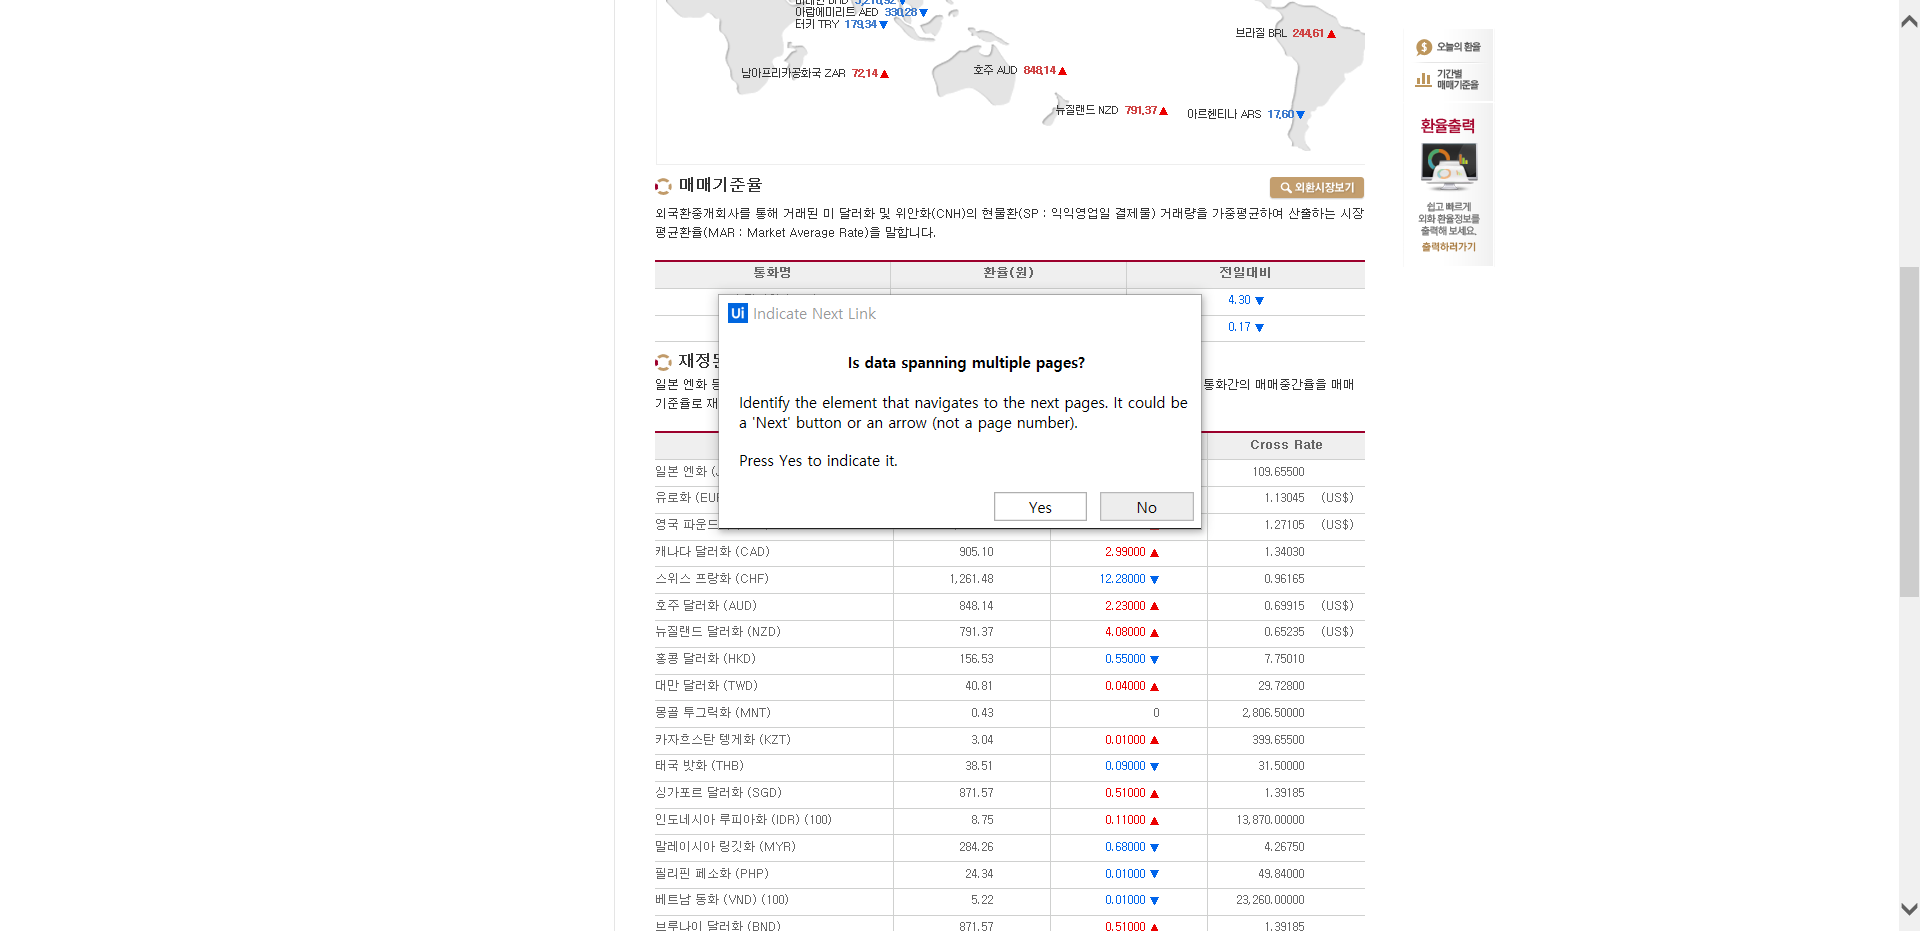 아랍에미리트 AED 330.28▼
터키 TRY 179.34▼
브라질 BRL 244.61▲
남아프리카공화국 ZAR 72.14▲
호주 AUD 848.14▲
뉴질랜드 NZD 791.37▲
아르헨티나 ARS 17.60▼
오늘의 환율
기간별
매매기준율
환율출력
쉽고 빠르게
외화 환율정보를
출력해 보세요.
출력하러가기
매매기준율
외환시장보기
외국환중개회사를 통해 거래된 미 달러화 및 위안화(CNH)의 현물환(SP : 익익영업일 결제물) 거래량을 가중평균하여 산출하는 시장
평균환율(MAR : Market Average Rate)을 말합니다.
통화명 환율(원) 전일대비
4.30 ▼
0.17 ▼
Ui Indicate Next Link
Is data spanning multiple pages?
Identify the element that navigates to the next pages. It could be
a 'Next' button or an arrow (not a page number).
Press Yes to indicate it.
Yes No
재정
일본 엔화 통화간의 매매중간율을 매매
기준율로 재
Cross Rate
일본 엔화 109.65500
유로화 (EUR 1.13045 (US$)
영국 파운드 1.27105 (US$)
캐나다 달러화 (CAD) 905.10 2.99000 ▲ 1.34030
스위스 프랑화 (CHF) 1,261.48 12.28000 ▼ 0.96165
호주 달러화 (AUD) 848.14 2.23000 ▲ 0.69915 (US$)
뉴질랜드 달러화 (NZD) 791.37 4.08000 ▲ 0.65235 (US$)
홍콩 달러화 (HKD) 156.53 0.55000 ▼ 7.75010
대만 달러화 (TWD) 40.81 0.04000 ▲ 29.72800
몽골 투그릭화 (MNT) 0.43 0 2,806.50000
카자흐스탄 텡게화 (KZT) 3.04 0.01000 ▲ 399.65500
태국 밧화 (THB) 38.51 0.09000 ▼ 31.50000
싱가포르 달러화 (SGD) 871.57 0.51000 ▲ 1.39185
인도네시아 루피아화 (IDR) (100) 8.75 0.11000 ▲ 13,870.00000
말레이시아 링깃화 (MYR) 284.26 0.68000 ▼ 4.26750
필리핀 페소화 (PHP) 24.34 0.01000 ▼ 49.84000
베트남 동화 (VND) (100) 5.22 0.01000 ▼ 23,260.00000
브루나이 달러화 (BND) 871.57 0.51000 ▲ 1.39185